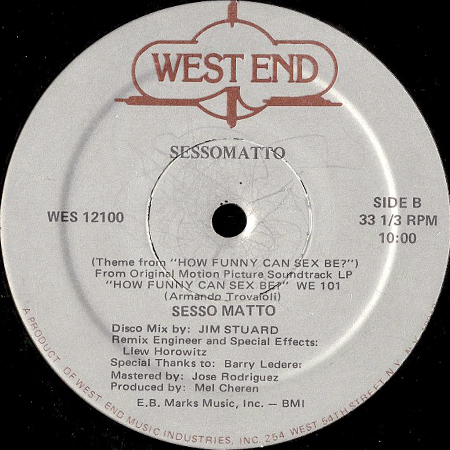 WEST END
SESSOMATTO
WES 12100
SIDE B
33 1/3 RPM
10:00
(Theme from "HOW FUNNY CAN SEX BE?")
From Original Motion Picture Soundtrack LP
"HOW FUNNY CAN SEX BE?" WE 101
(Armando Trovaioli)
SESSO MATTO
Disco Mix by: JIM STUARD
Remix Engineer and Special Effects:
Llew Horowitz
Special Thanks to: Barry Lederer
Mastered by: Jose Rodriguez
Produced by: Mel Cheren
E.B. Marks Music, Inc. — BMI
A PRODUCT OF WEST END MUSIC INDUSTRIES, INC. 254 WEST 54TH STREET, N.Y.